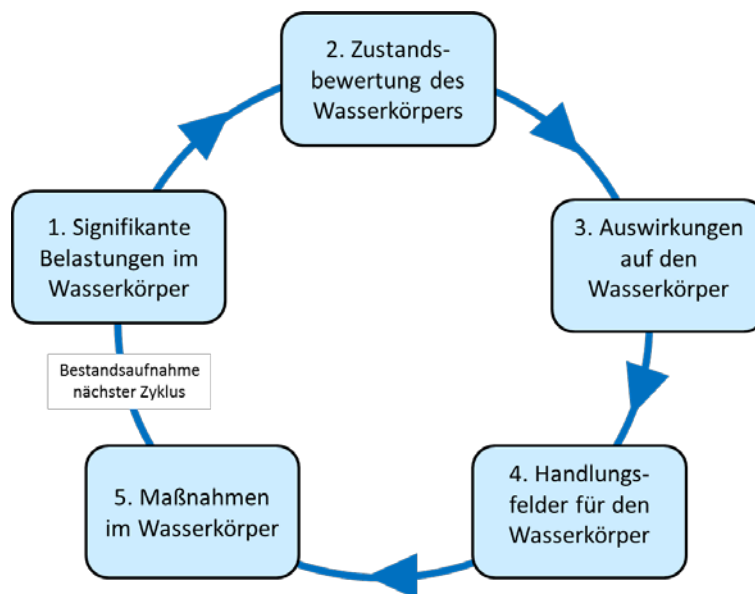 2. Zustands-
bewertung des
Wasserkörpers
1. Signifikante
Belastungen im
Wasserkörper
3. Auswirkungen
auf den
Wasserkörper
Bestandsaufnahme
nächster Zyklus
5. Maßnahmen
im Wasserkörper
4. Handlungs-
felder für den
Wasserkörper